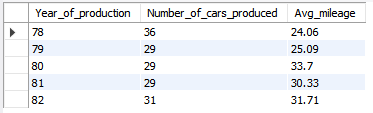 Year_of_production Number_of_cars_produced Avg_mileage
78 36 24.06
79 29 25.09
80 29 33.7
81 29 30.33
82 31 31.71